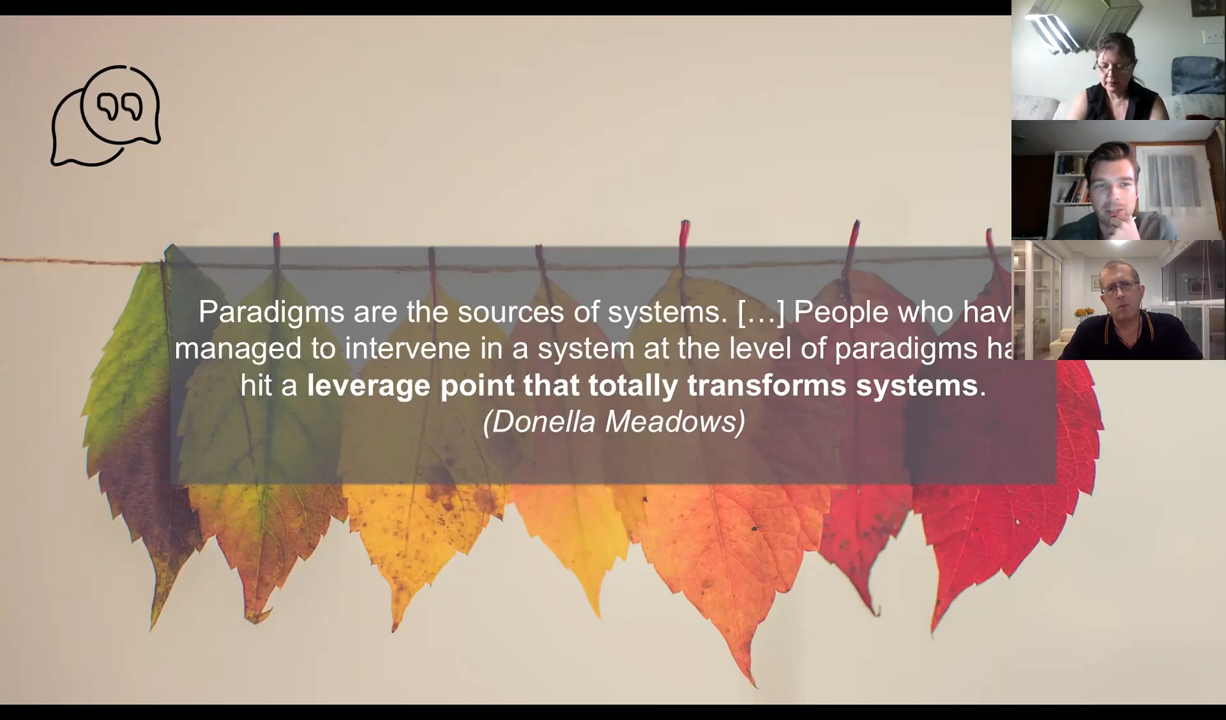 Paradigms are the sources of systems. […] People who hav
managed to intervene in a system at the level of paradigms ha
hit a leverage point that totally transforms systems.
(Donella Meadows)